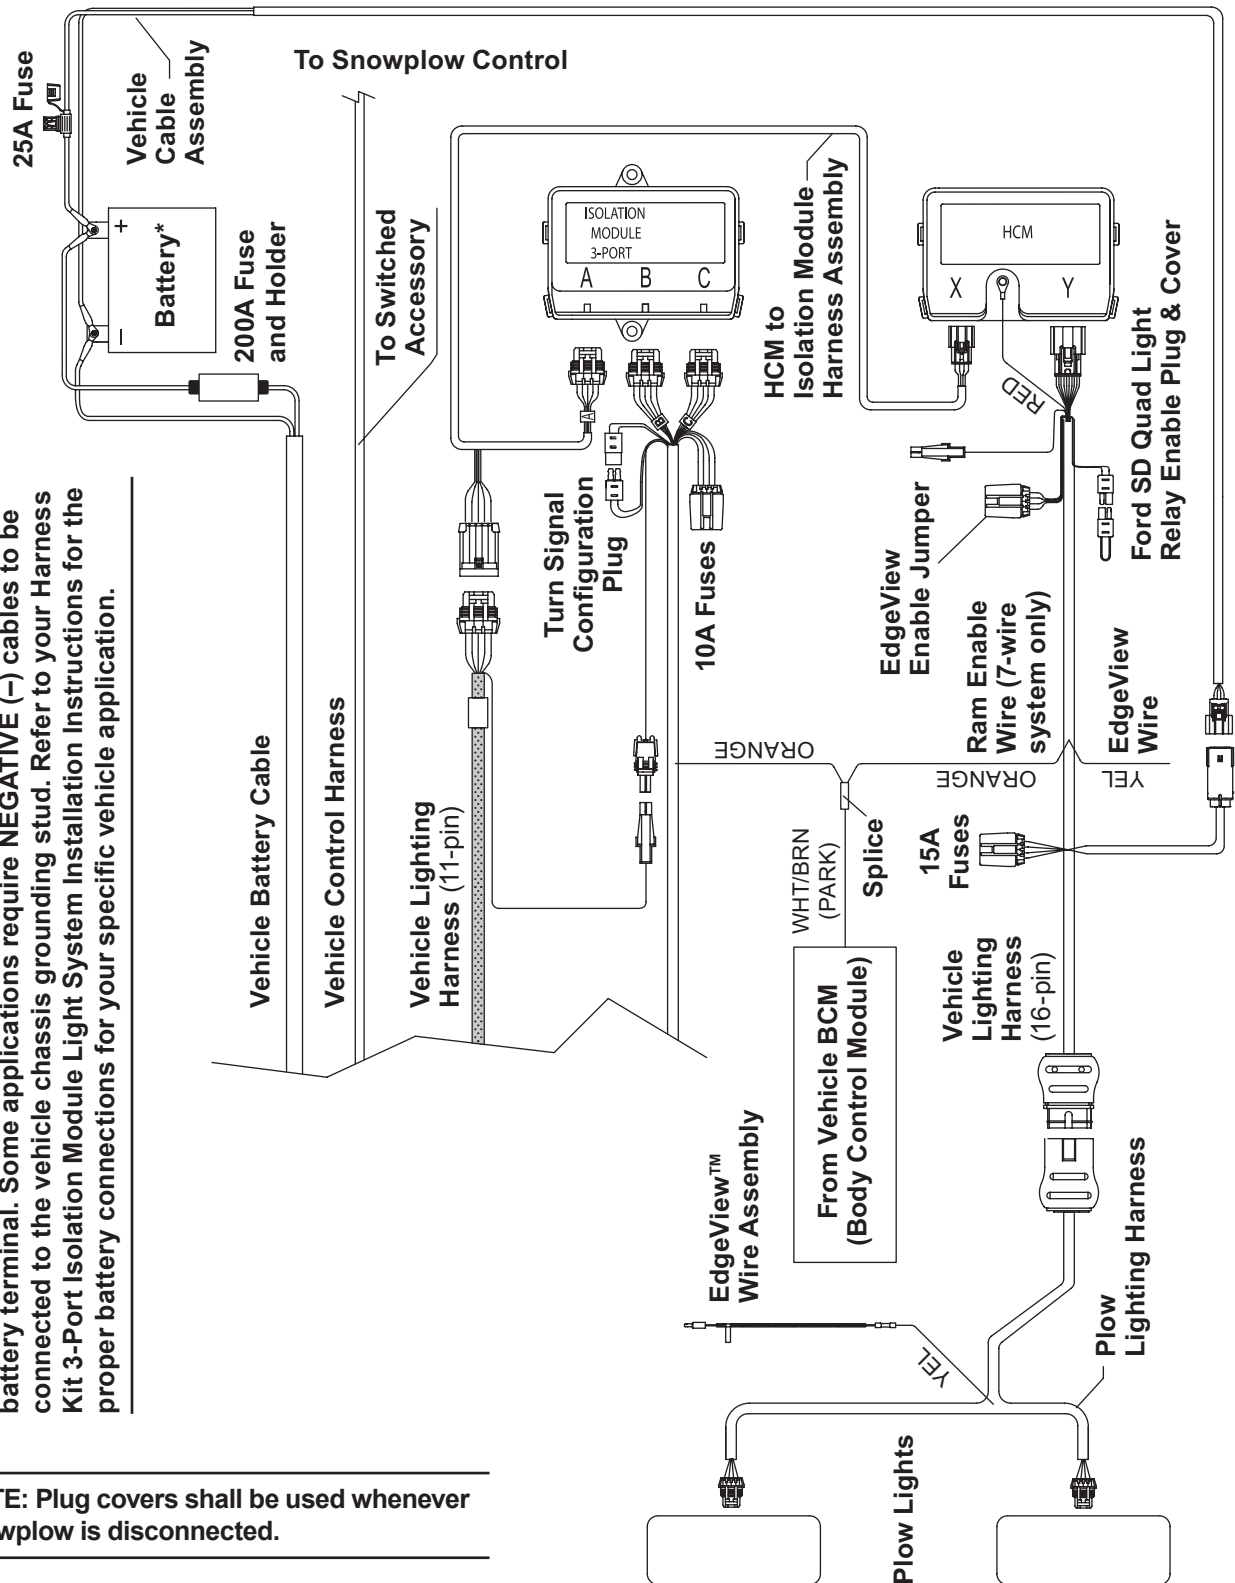 battery terminal. Some applications require NEGATIVE (–) cables to be
connected to the vehicle chassis grounding stud. Refer to your Harness
Kit 3-Port Isolation Module Light System Installation Instructions for the
proper battery connections for your specific vehicle application.
25A Fuse
Vehicle
Cable
Assembly
To Snowplow Control
+
–
Battery*
200A Fuse
and Holder
To Switched
Accessory
ISOLATION
MODULE
3-PORT
A B C
HCM to
Isolation Module
Harness Assembly
HCM
X Y
RED
A
B
C
Turn Signal
Configuration
Plug
10A Fuses
EdgeView
Enable Jumper
Ford SD Quad Light
Relay Enable Plug & Cover
Vehicle Battery Cable
Vehicle Control Harness
Vehicle Lighting
Harness (11-pin)
ORANGE
Ram Enable
Wire (7-wire
system only)
ORANGE
YEL
EdgeView
Wire
WHT/BRN
(PARK)
Splice
15A
Fuses
Vehicle
Lighting
Harness
(16-pin)
From Vehicle BCM
(Body Control Module)
EdgeView™
Wire Assembly
YEL
Plow
Lighting Harness
Plow Lights
Plug covers shall be used whenever
is disconnected.